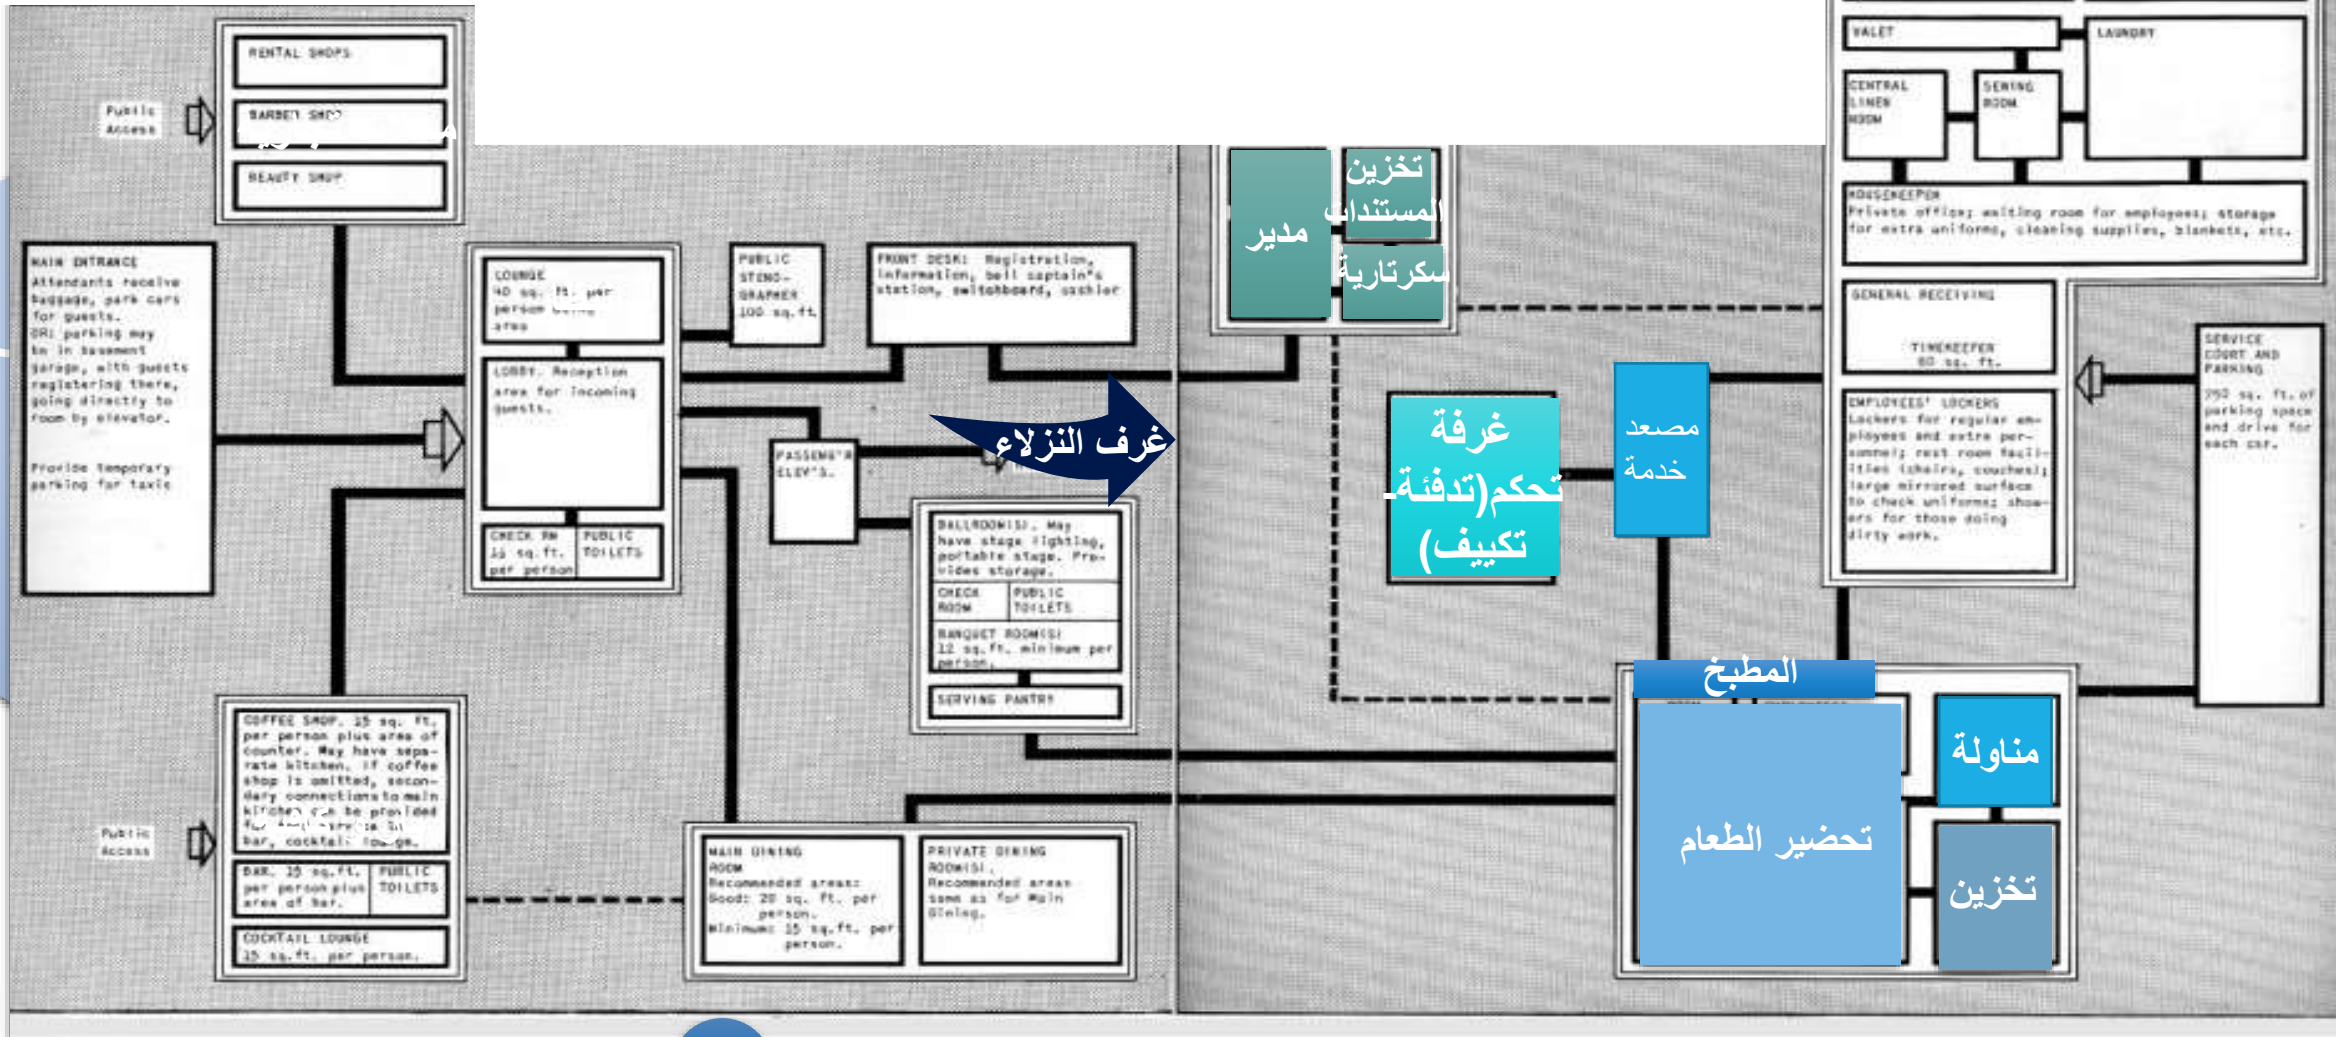 RENTAL SHOPS
Public
Access
BARBER SHOP
BEAUTY SHOP
MAIN ENTRANCE
Attendants receive
baggage, park cars
for guests.
OR: parking may
be in basement
garage, with guests
registering there,
going directly to
room by elevator.
Provide temporary
parking for taxis
LOUNGE
40 sq. ft. per
person
area
LOBBY. Reception
area for incoming
guests.
CHECK RM
15 sq.ft.
per person
PUBLIC
TOILETS
PUBLIC
STENO-
GRAPHER
100 sq.ft.
FRONT DESK: Registration,
information, bell captain's
station, switchboard, cashier
PASSENG'R
ELEV'S.
غرف النزلاء
BALLROOM(S). May
have stage lighting,
portable stage. Pro-
vides storage.
CHECK
ROOM
PUBLIC
TOILETS
BANQUET ROOM(S)
12 sq.ft. minimum per
person.
SERVING PANTRY
COFFEE SHOP. 15 sq. ft.
per person plus area of
counter. May have sepa-
rate kitchen. If coffee
shop is omitted, secon-
dary connections to main
kitchen can be provided
bar, cocktail lounge.
Public
Access
BAR. 15 sq.ft.
per person plus
area of bar.
PUBLIC
TOILETS
COCKTAIL LOUNGE
15 sq.ft. per person.
MAIN DINING
ROOM
Recommended areas:
Good: 20 sq. ft. per
person.
Minimum: 15 sq.ft. per
person.
PRIVATE DINING
ROOM(S).
Recommended areas
same as for Main
Dining.
مدير
تخزين
المستندات
سكرتارية
غرفة
تحكم(تدفئة-
تكييف)
مصعد
خدمة
VALET
LAUNDRY
CENTRAL
LINEN
ROOM
SEWING
ROOM
HOUSEKEEPER
Private office; waiting room for employees; storage
for extra uniforms, cleaning supplies, blankets, etc.
GENERAL RECEIVING
TIMEKEEPER
80 sq. ft.
EMPLOYEES' LOCKERS
Lockers for regular em-
ployees and extra per-
sonnel; rest room facil-
ities (chairs, couches);
large mirrored surface
to check uniforms; show-
ers for those doing
dirty work.
SERVICE
COURT AND
PARKING
sq. ft. of
parking space
and drive for
each car.
المطبخ
تحضير الطعام
مناولة
تخزين